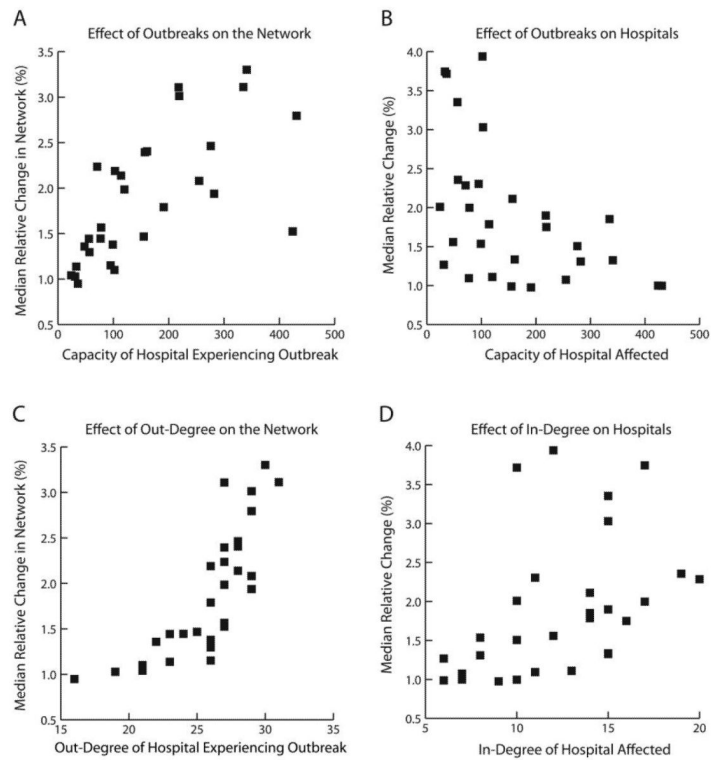 A
Effect of Outbreaks on the Network
Median Relative Change in Network (%)
3.5
3.0
2.5
2.0
1.5
1.0
0.5
0 100 200 300 400 500
Capacity of Hospital Experiencing Outbreak
B
Effect of Outbreaks on Hospitals
Median Relative Change (%)
4.0
3.5
3.0
2.5
2.0
1.5
1.0
0.5
0 100 200 300 400 500
Capacity of Hospital Affected
C
Effect of Out-Degree on the Network
Median Relative Change in Network (%)
3.5
3.0
2.5
2.0
1.5
1.0
0.5
15 20 25 30 35
Out-Degree of Hospital Experiencing Outbreak
D
Effect of In-Degree on Hospitals
Median Relative Change (%)
4.0
3.5
3.0
2.5
2.0
1.5
1.0
0.5
5 10 15 20
In-Degree of Hospital Affected